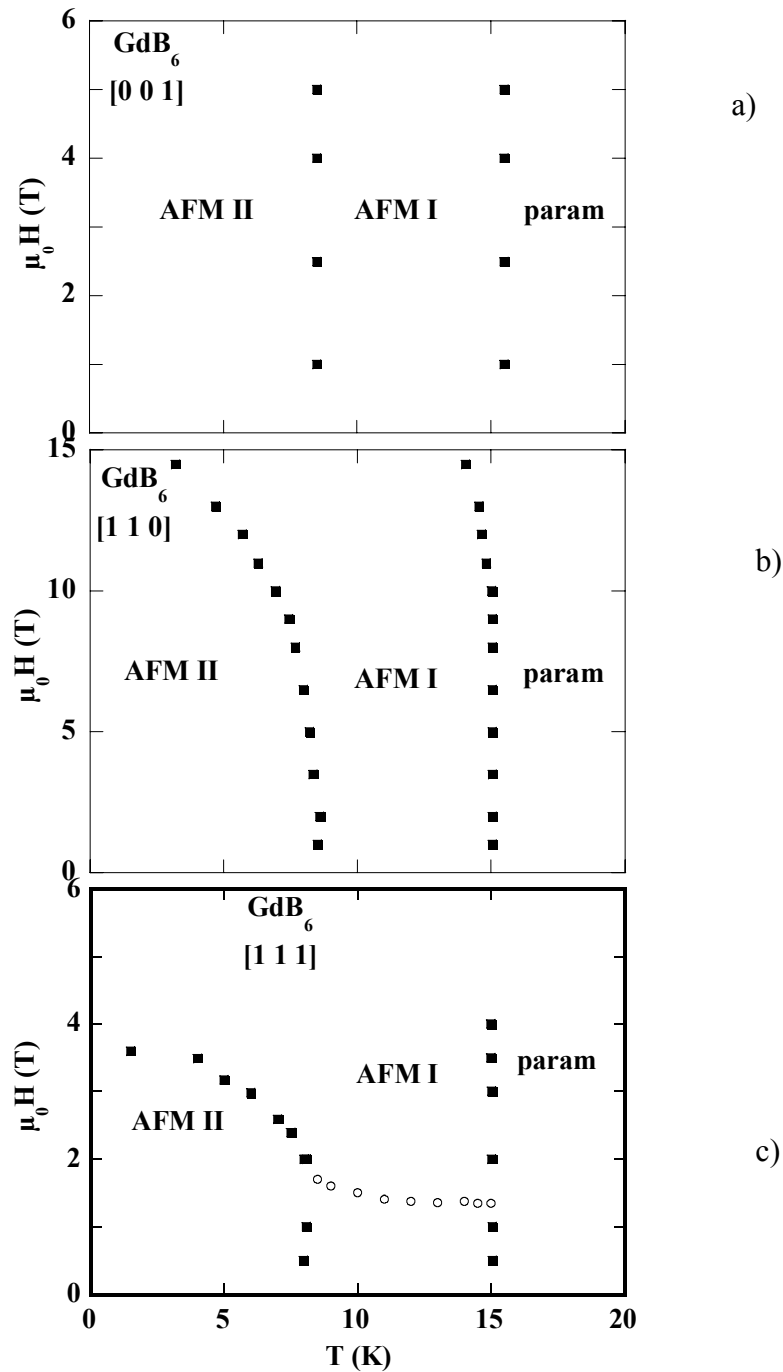 6
GdB₆
[0 0 1]
a)
4
AFM II
AFM I
param
μ₀H (T)
2
0
15
GdB₆
[1 1 0]
b)
10
μ₀H (T)
AFM II
AFM I
param
5
0
6
GdB₆
[1 1 1]
4
AFM I
param
μ₀H (T)
AFM II
c)
2
0
0
5
10
15
20
T (K)